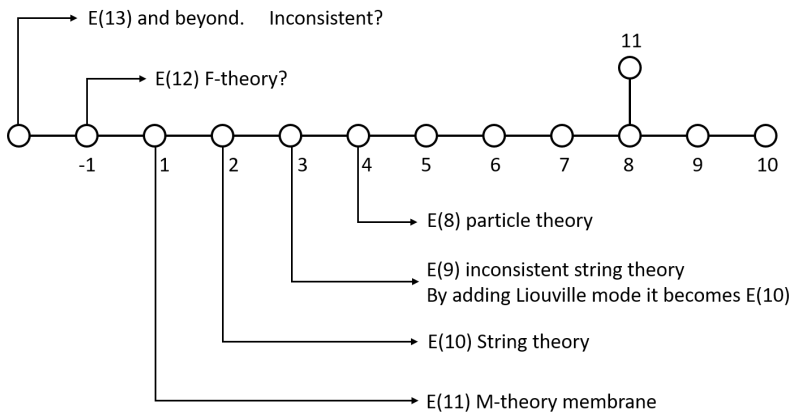 E(13) and beyond. Inconsistent?
11
E(12) F-theory?
-1 1 2 3 4 5 6 7 8 9 10
E(8) particle theory
E(9) inconsistent string theory
By adding Liouville mode it becomes E(10)
E(10) String theory
E(11) M-theory membrane